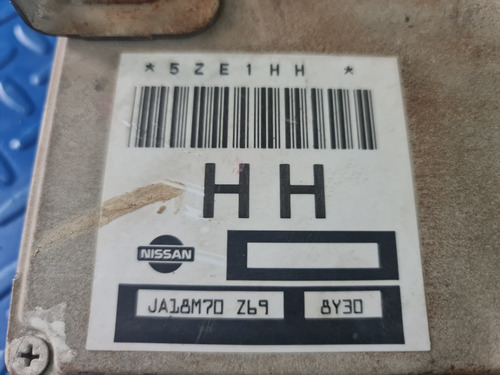 * 5ZE1HH *
HH
NISSAN
JA18M70 Z69 8Y30